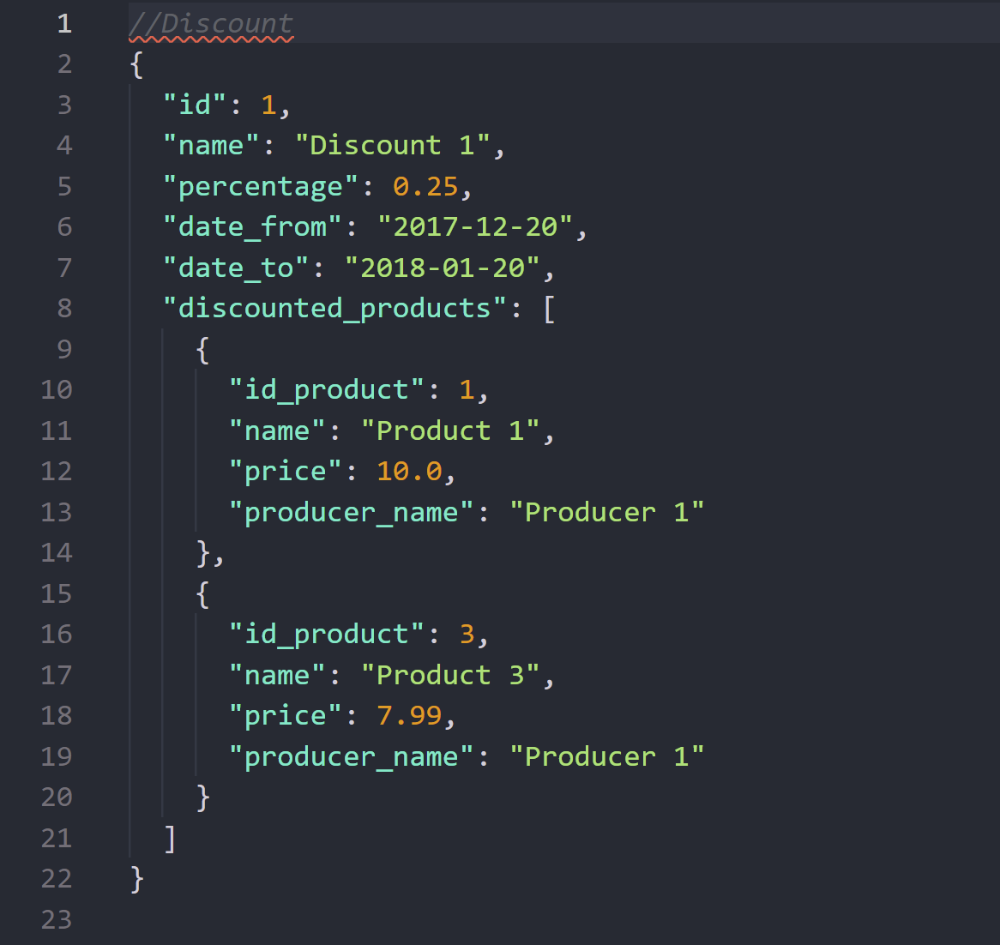 1 //Discount
2 {
3   "id": 1,
4   "name": "Discount 1",
5   "percentage": 0.25,
6   "date_from": "2017-12-20",
7   "date_to": "2018-01-20",
8   "discounted_products": [
9     {
10       "id_product": 1,
11       "name": "Product 1",
12       "price": 10.0,
13       "producer_name": "Producer 1"
14     },
15     {
16       "id_product": 3,
17       "name": "Product 3",
18       "price": 7.99,
19       "producer_name": "Producer 1"
20     }
21   ]
22 }
23